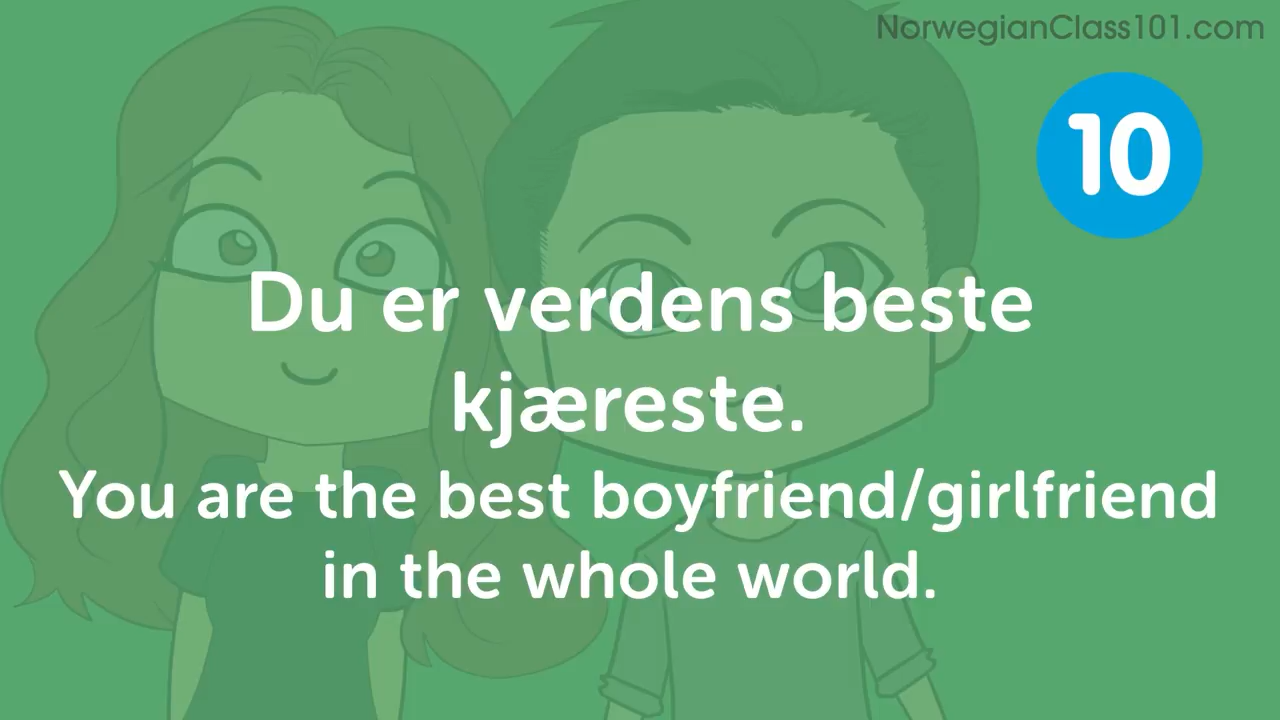 NorwegianClass101.com
10
Du er verdens beste
kjæreste.
You are the best boyfriend/girlfriend
in the whole world.